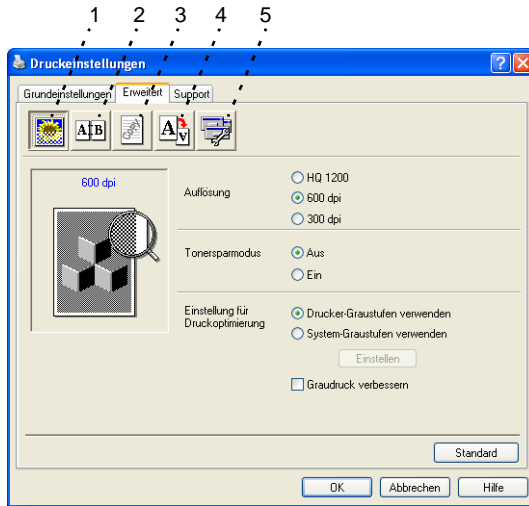 1 2 3 4 5
Druckeinstellungen
Grundeinstellungen Erweitert Support
A B
COPY
A V
600 dpi
Auflösung
HQ 1200
600 dpi
300 dpi
Tonersparmodus
Aus
Ein
Einstellung für
Druckoptimierung
Drucker-Graustufen verwenden
System-Graustufen verwenden
Einstellen
Graudruck verbessern
Standard
OK Abbrechen Hilfe